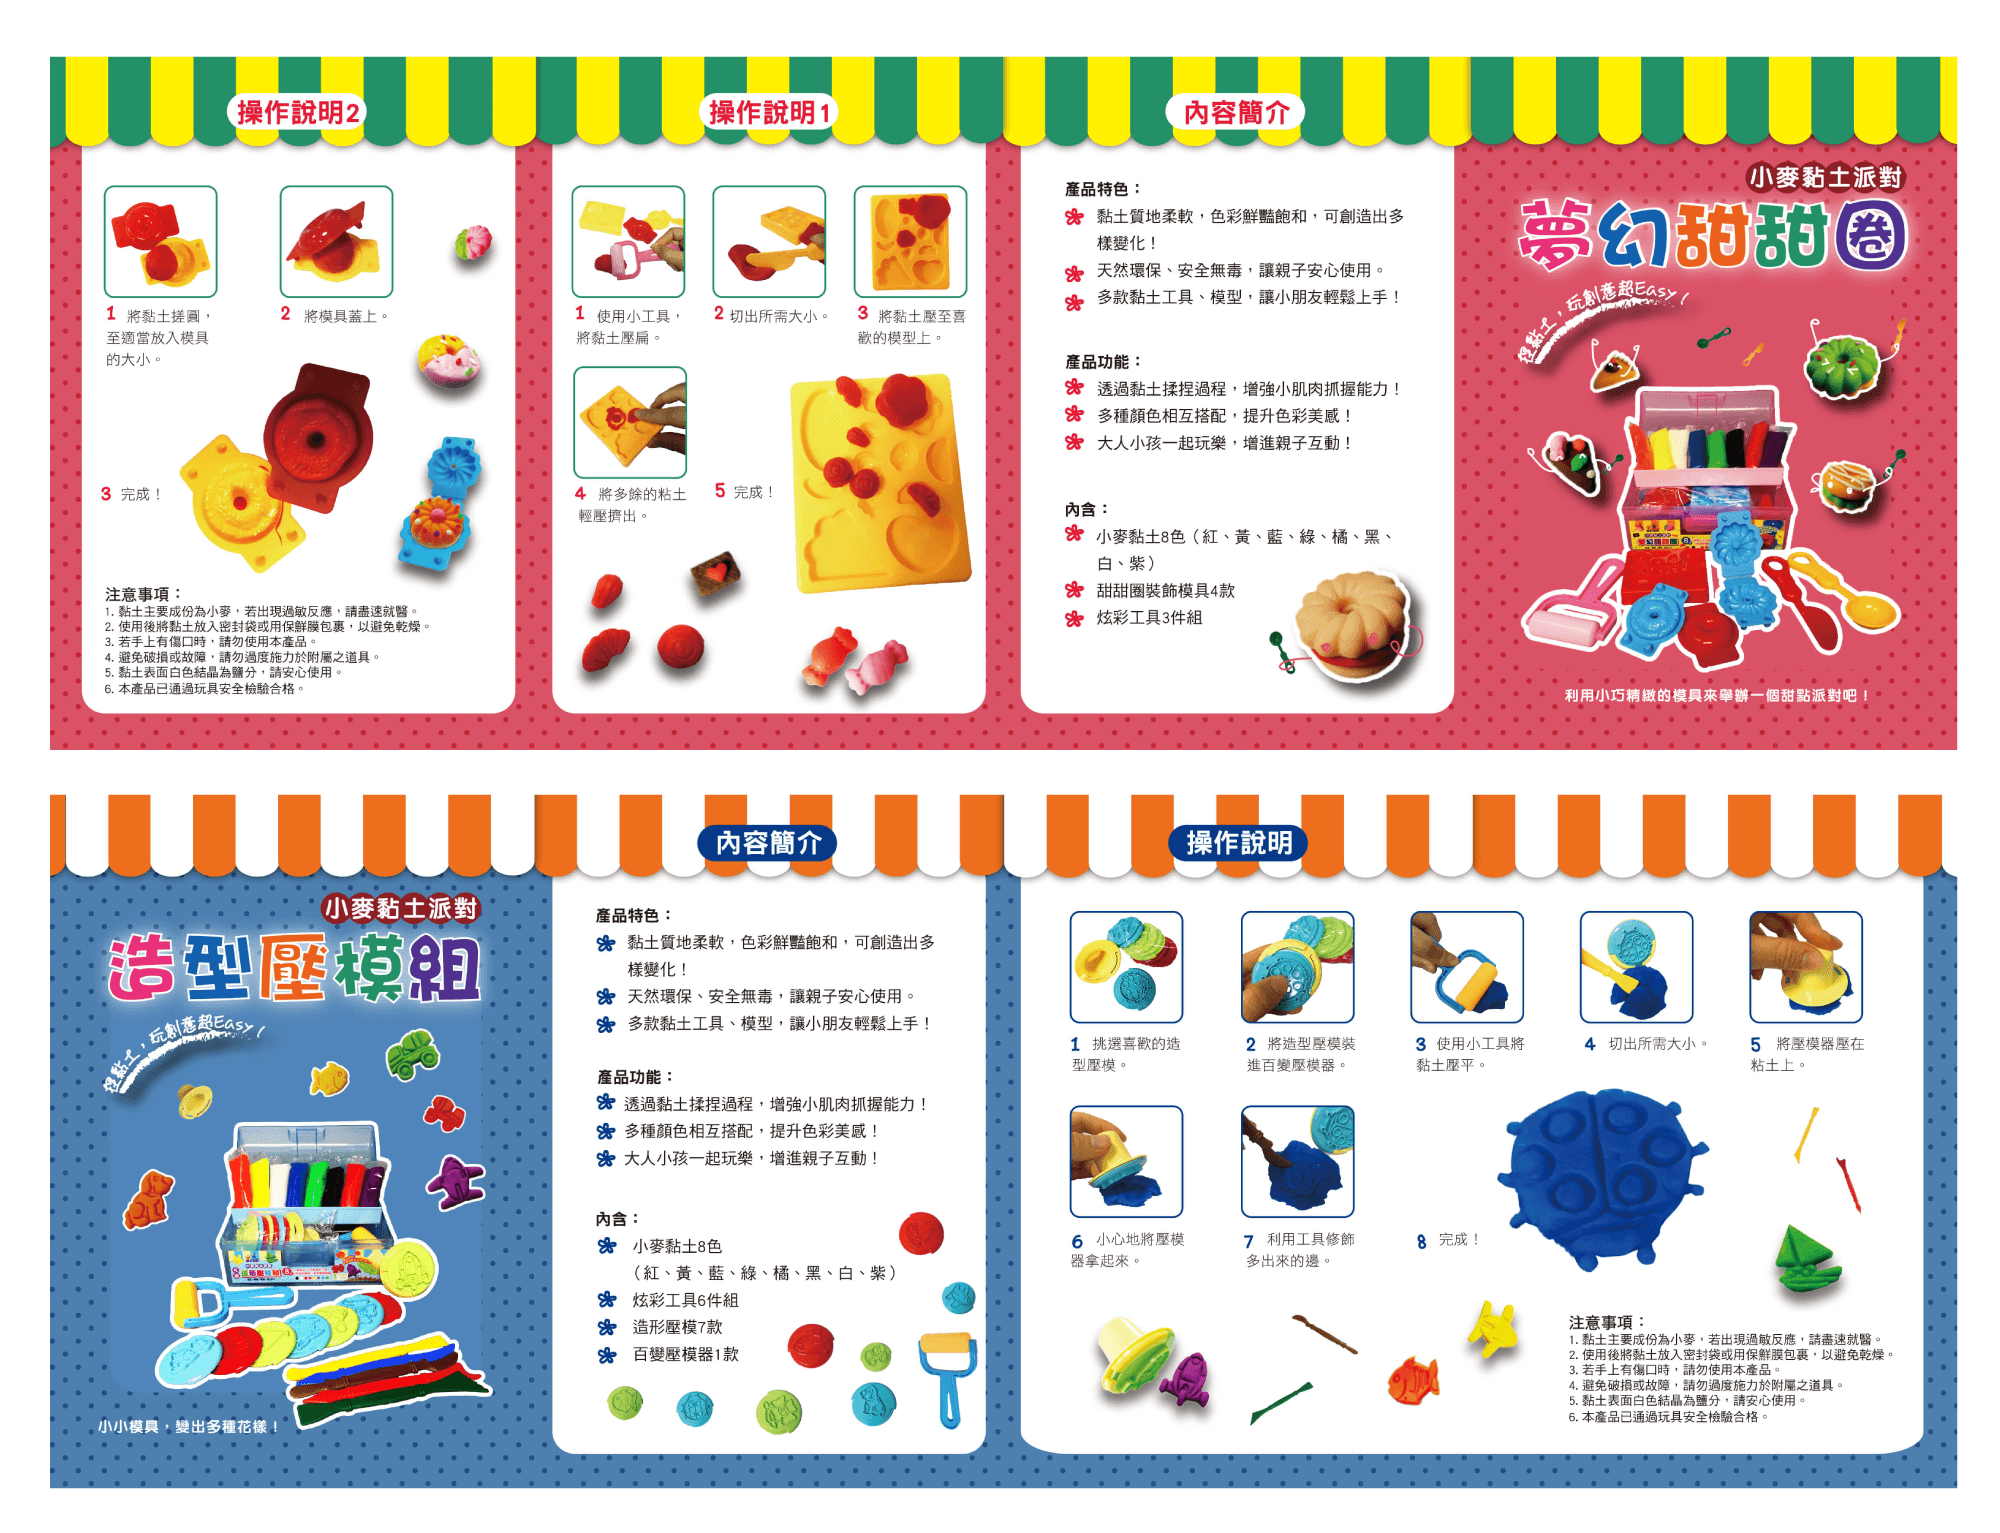 操作說明2
1 將黏土搓圓，
至適當放入模具
的大小。
2 將模具蓋上。
3 完成！
注意事項：
1. 黏土主要成份為小麥，若出現過敏反應，請盡速就醫。
2. 使用後將黏土放入密封袋或用保鮮膜包裹，以避免乾燥。
3. 若手上有傷口時，請勿使用本產品。
4. 避免破損或故障，請勿過度施力於附屬之道具。
5. 黏土表面白色結晶為鹽分，請安心使用。
6. 本產品已通過玩具安全檢驗合格。
操作說明1
1 使用小工具，
將黏土壓扁。
2 切出所需大小。
3 將黏土壓至喜
歡的模型上。
4 將多餘的粘土
輕壓擠出。
5 完成！
內容簡介
產品特色：
黏土質地柔軟，色彩鮮豔飽和，可創造出多
樣變化！
天然環保、安全無毒，讓親子安心使用。
多款黏土工具、模型，讓小朋友輕鬆上手！
產品功能：
透過黏土揉捏過程，增強小肌肉抓握能力！
多種顏色相互搭配，提升色彩美感！
大人小孩一起玩樂，增進親子互動！
內含：
小麥黏土8色（紅、黃、藍、綠、橘、黑、
白、紫）
甜甜圈裝飾模具4款
炫彩工具3件組
小麥黏土派對
夢幻甜甜圈
捏黏土，玩創意超Easy！
利用小巧精緻的模具來舉辦一個甜點派對吧！
小麥黏土派對
造型壓模組
捏黏土，玩創意超Easy！
小小模具，變出多種花樣！
內容簡介
產品特色：
黏土質地柔軟，色彩鮮豔飽和，可創造出多
樣變化！
天然環保、安全無毒，讓親子安心使用。
多款黏土工具、模型，讓小朋友輕鬆上手！
產品功能：
透過黏土揉捏過程，增強小肌肉抓握能力！
多種顏色相互搭配，提升色彩美感！
大人小孩一起玩樂，增進親子互動！
內含：
小麥黏土8色
（紅、黃、藍、綠、橘、黑、白、紫）
炫彩工具6件組
造形壓模7款
百變壓模器1款
操作說明
1 挑選喜歡的造
型壓模。
2 將造型壓模裝
進百變壓模器。
3 使用小工具將
黏土壓平。
4 切出所需大小。
5 將壓模器壓在
粘土上。
6 小心地將壓模
器拿起來。
7 利用工具修飾
多出來的邊。
8 完成！
注意事項：
1. 黏土主要成份為小麥，若出現過敏反應，請盡速就醫。
2. 使用後將黏土放入密封袋或用保鮮膜包裹，以避免乾燥。
3. 若手上有傷口時，請勿使用本產品。
4. 避免破損或故障，請勿過度施力於附屬之道具。
5. 黏土表面白色結晶為鹽分，請安心使用。
6. 本產品已通過玩具安全檢驗合格。